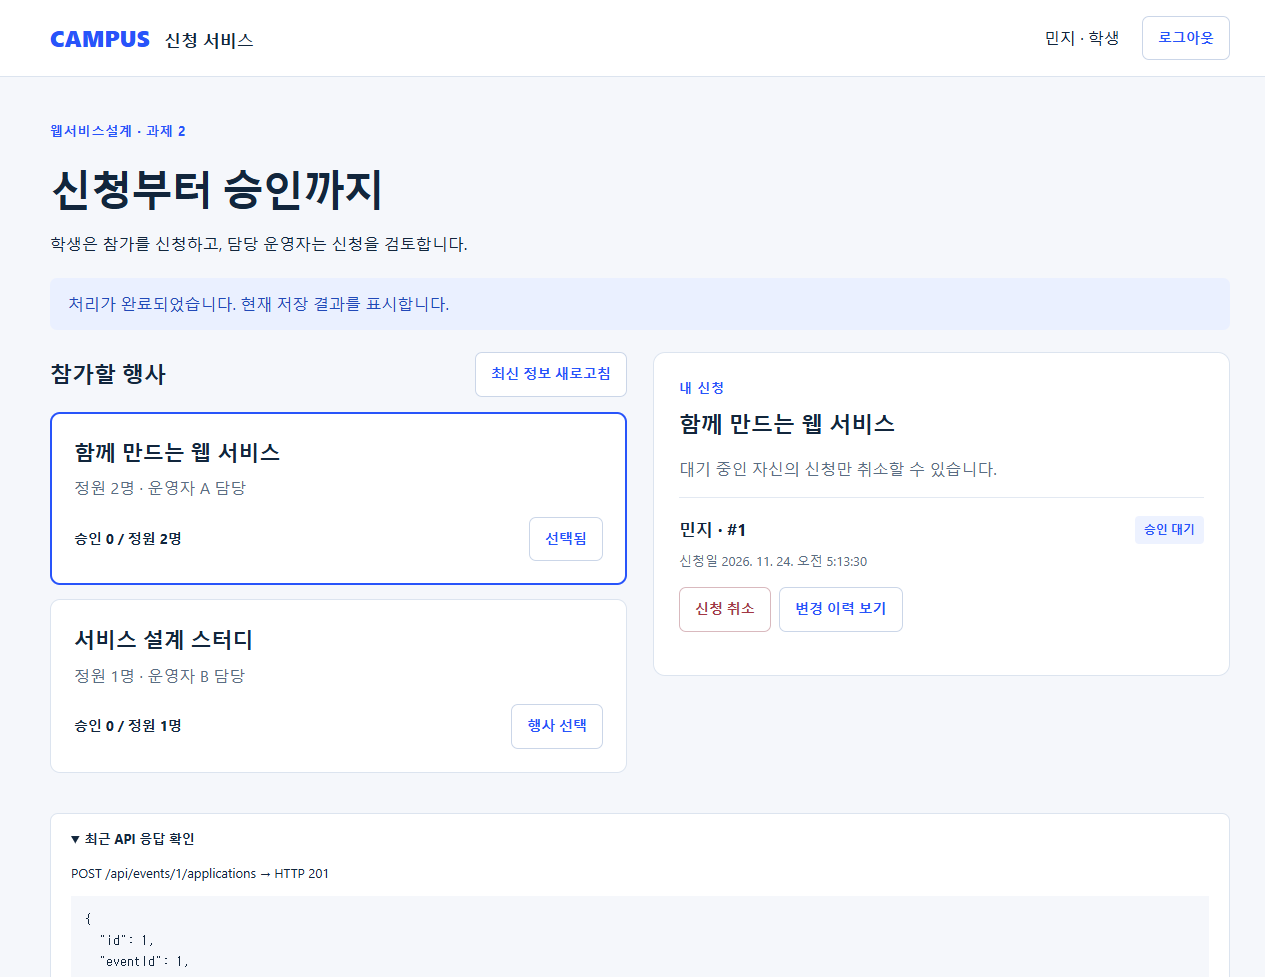 CAMPUS 신청 서비스
민지 · 학생
로그아웃
웹서비스설계 · 과제 2
신청부터 승인까지
학생은 참가를 신청하고, 담당 운영자는 신청을 검토합니다.
처리가 완료되었습니다. 현재 저장 결과를 표시합니다.
참가할 행사
최신 정보 새로고침
함께 만드는 웹 서비스
정원 2명 · 운영자 A 담당
승인 0 / 정원 2명
선택됨
서비스 설계 스터디
정원 1명 · 운영자 B 담당
승인 0 / 정원 1명
행사 선택
내 신청
함께 만드는 웹 서비스
대기 중인 자신의 신청만 취소할 수 있습니다.
민지 · #1
승인 대기
신청일 2026. 11. 24. 오전 5:13:30
신청 취소
변경 이력 보기
▼ 최근 API 응답 확인
POST /api/events/1/applications → HTTP 201
{
"id": 1,
"eventId": 1,